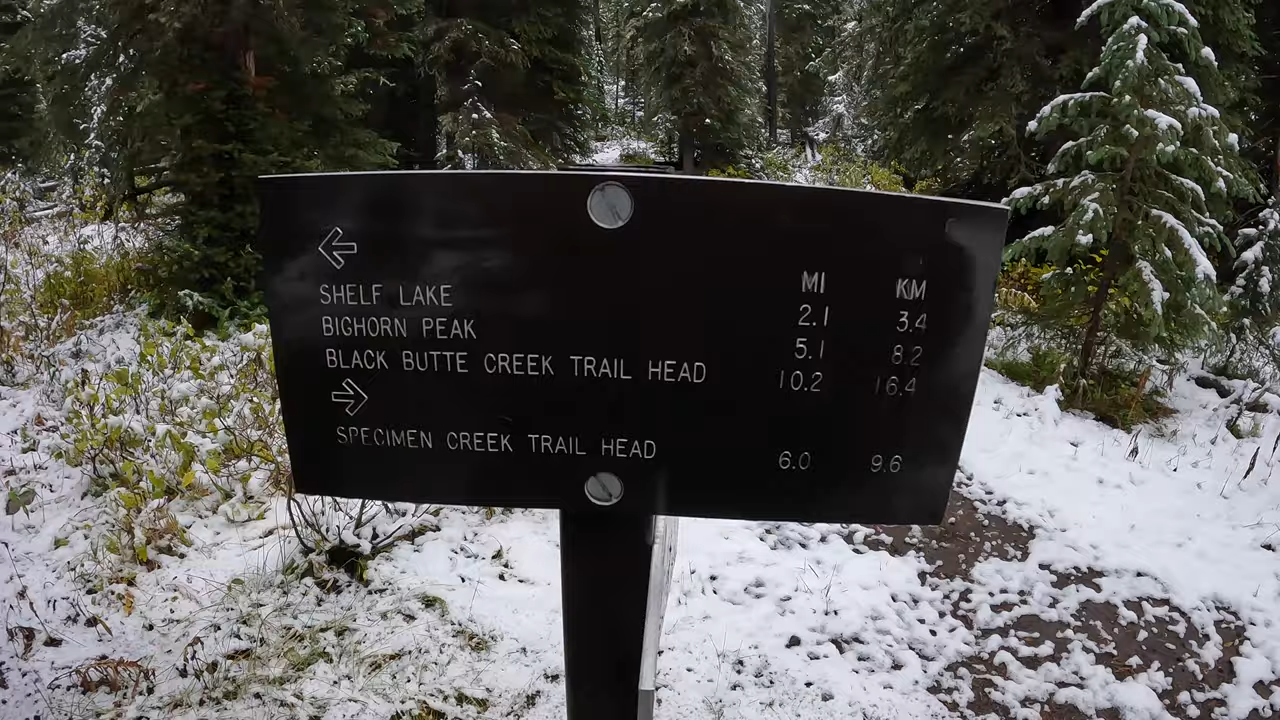 MI KM
SHELF LAKE 2.1 3.4
BIGHORN PEAK 5.1 8.2
BLACK BUTTE CREEK TRAIL HEAD 10.2 16.4
SPECIMEN CREEK TRAIL HEAD 6.0 9.6